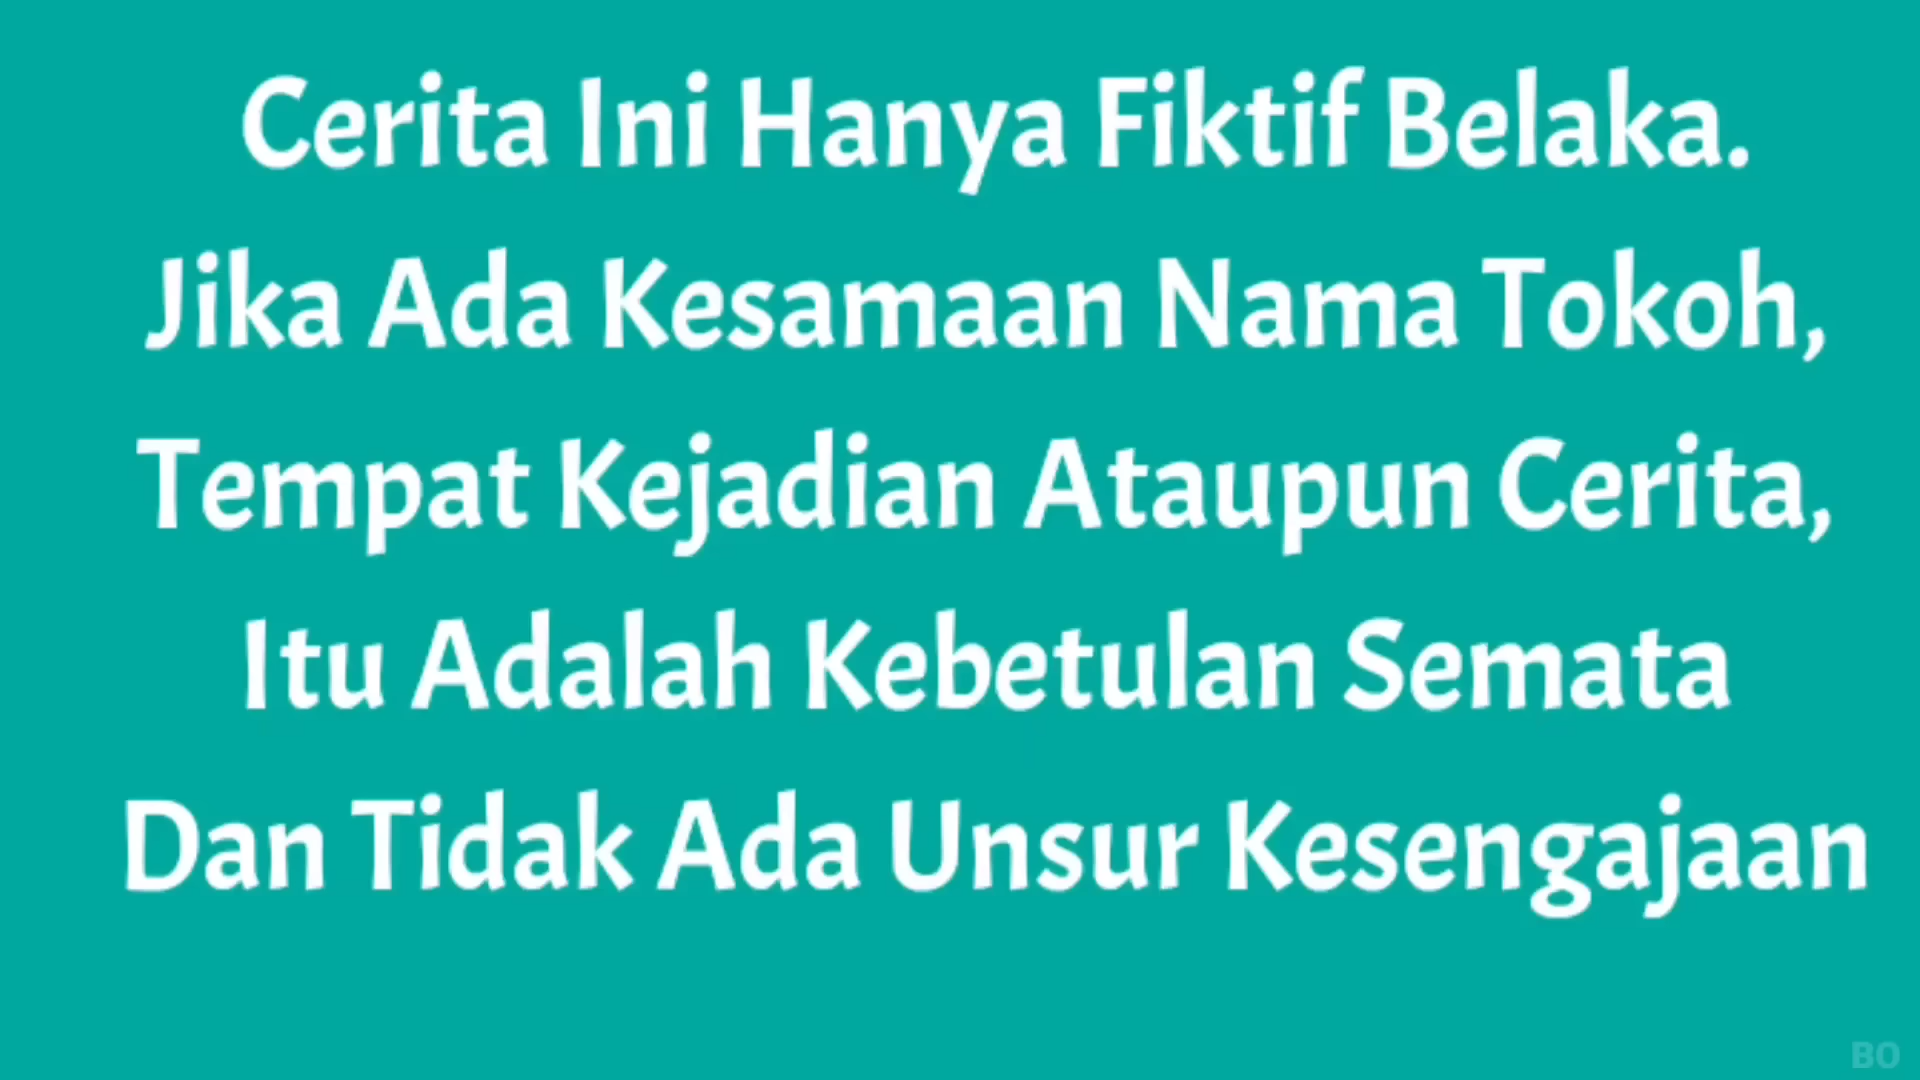 Cerita Ini Hanya Fiktif Belaka.
Jika Ada Kesamaan Nama Tokoh,
Tempat Kejadian Ataupun Cerita,
Itu Adalah Kebetulan Semata
Dan Tidak Ada Unsur Kesengajaan
BO